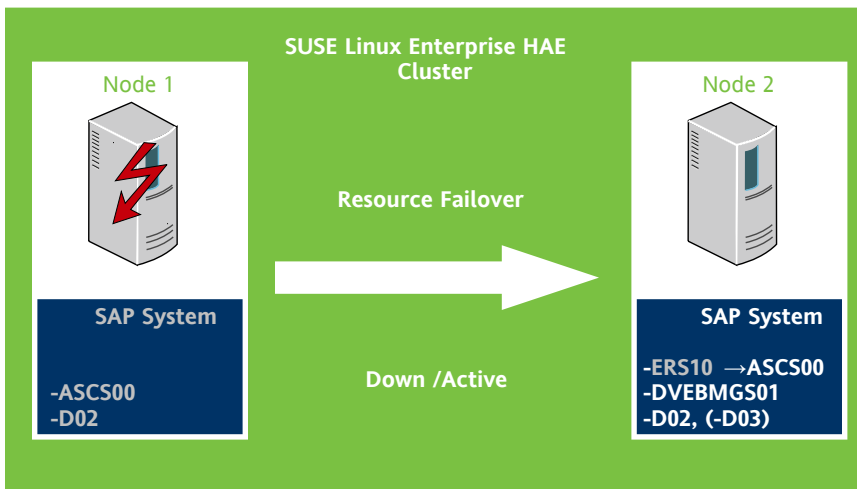 SUSE Linux Enterprise HAE
Cluster
Node 1
Node 2
Resource Failover
SAP System
-ASCS00
-D02
Down /Active
SAP System
-ERS10 →ASCS00
-DVEBMGS01
-D02, (-D03)